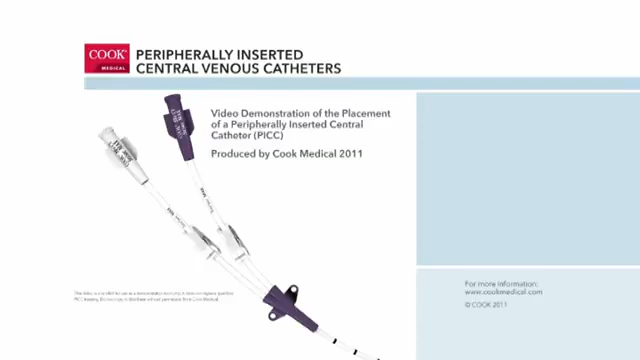 COOK
MEDICAL
PERIPHERALLY INSERTED
CENTRAL VENOUS CATHETERS
Video Demonstration of the Placement
of a Peripherally Inserted Central
Catheter (PICC)
Produced by Cook Medical 2011
For more information:
www.cookmedical.com
© COOK 2011